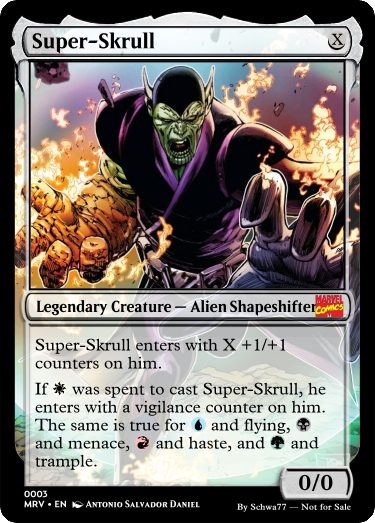 Super-Skrull X
Legendary Creature — Alien Shapeshifter
MARVEL
COMICS
Super-Skrull enters with X +1/+1
counters on him.
If was spent to cast Super-Skrull, he
enters with a vigilance counter on him.
The same is true for and flying,
and menace, and haste, and and
trample.
0/0
0003
MRV • EN Antonio Salvador Daniel
By Schwa77 — Not for Sale